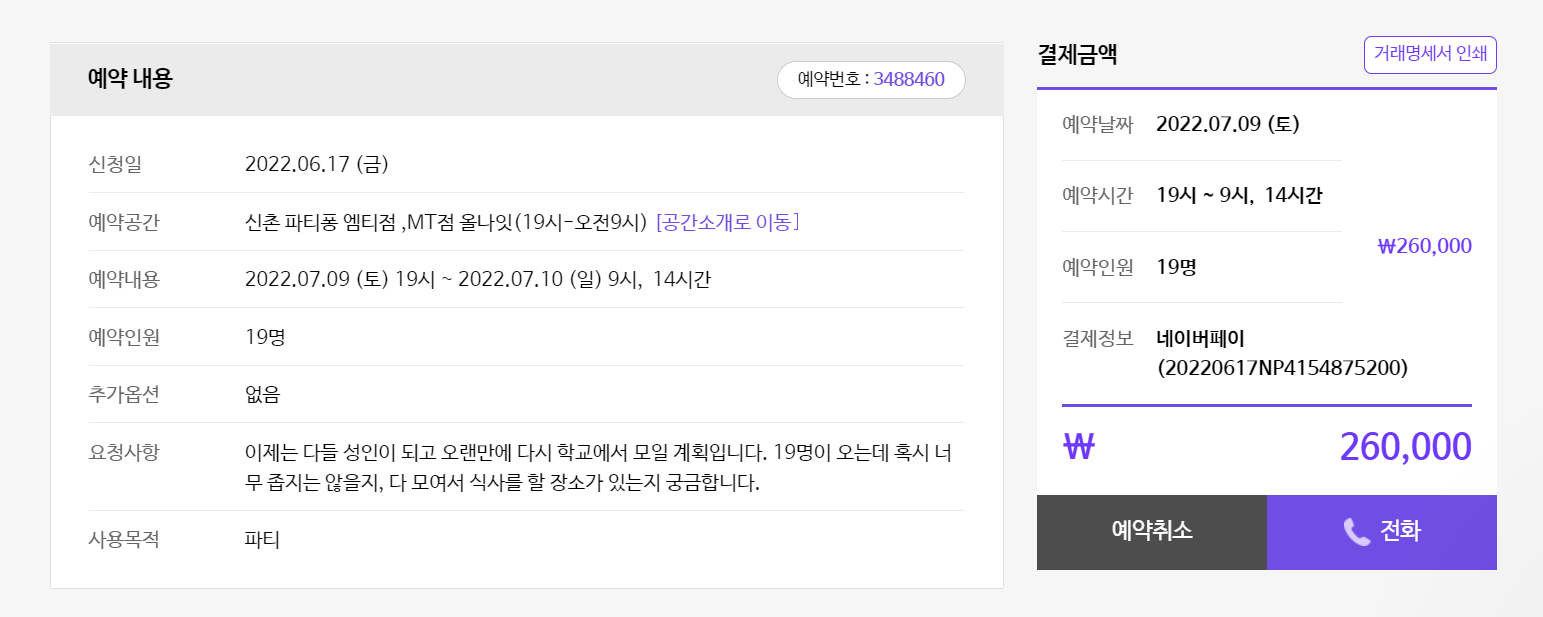 예약 내용
예약번호 : 3488460
신청일 2022.06.17 (금)
예약공간 신촌 파티퐁 엠티점 ,MT점 올나잇(19시-오전9시) [공간소개로 이동]
예약내용 2022.07.09 (토) 19시 ~ 2022.07.10 (일) 9시, 14시간
예약인원 19명
추가옵션 없음
요청사항 이제는 다들 성인이 되고 오랜만에 다시 학교에서 모일 계획입니다. 19명이 오는데 혹시 너
무 좁지는 않을지, 다 모여서 식사를 할 장소가 있는지 궁금합니다.
사용목적 파티
결제금액
거래명세서 인쇄
예약날짜 2022.07.09 (토)
예약시간 19시 ~ 9시, 14시간
₩260,000
예약인원 19명
결제정보 네이버페이
(20220617NP4154875200)
₩ 260,000
예약취소
전화